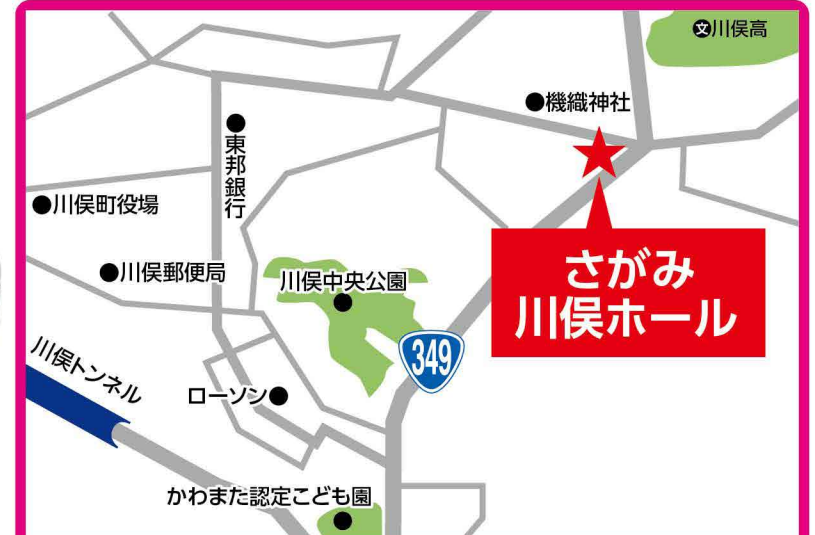 文川俣高
機織神社
東邦銀行
川俣町役場
川俣郵便局
川俣中央公園
さがみ
川俣ホール
349
川俣トンネル
ローソン
かわまた認定こども園